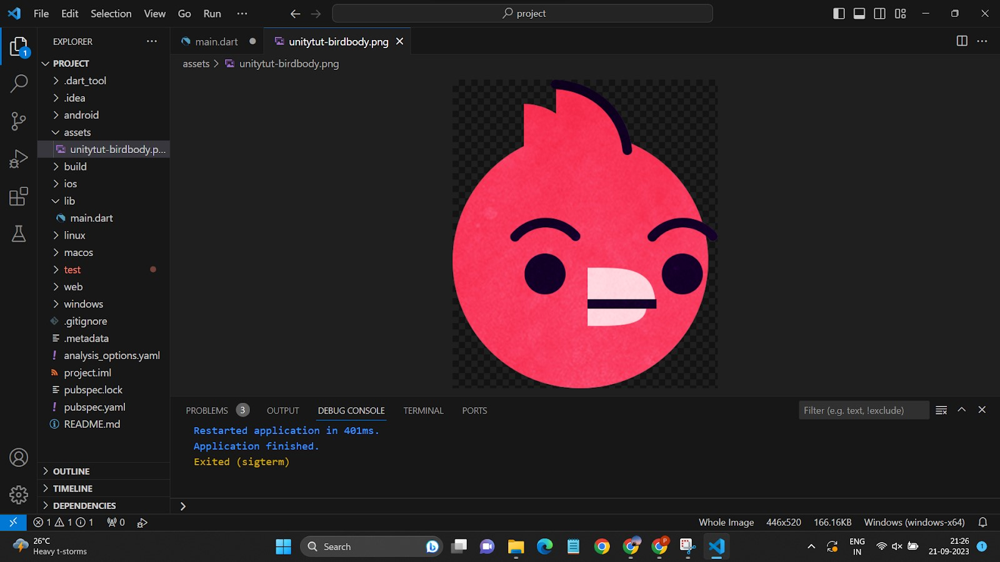 File Edit Selection View Go Run ···
project
EXPLORER ···
main.dart
unitytut-birdbody.png
assets > unitytut-birdbody.png
1
PROJECT
.dart_tool
.idea
android
assets
unitytut-birdbody.p...
build
ios
lib
main.dart
linux
macos
test
web
windows
.gitignore
.metadata
! analysis_options.yaml
project.iml
pubspec.lock
! pubspec.yaml
README.md
OUTLINE
TIMELINE
DEPENDENCIES
PROBLEMS 3 OUTPUT DEBUG CONSOLE TERMINAL PORTS
Filter (e.g. text, !exclude)
Restarted application in 401ms.
Application finished.
Exited (sigterm)
>
1 1 1 0
Whole Image 446x520 166.16KB Windows (windows-x64)
26°C
Heavy t-storms
Search
P
ENG
IN
21:26
21-09-2023
1